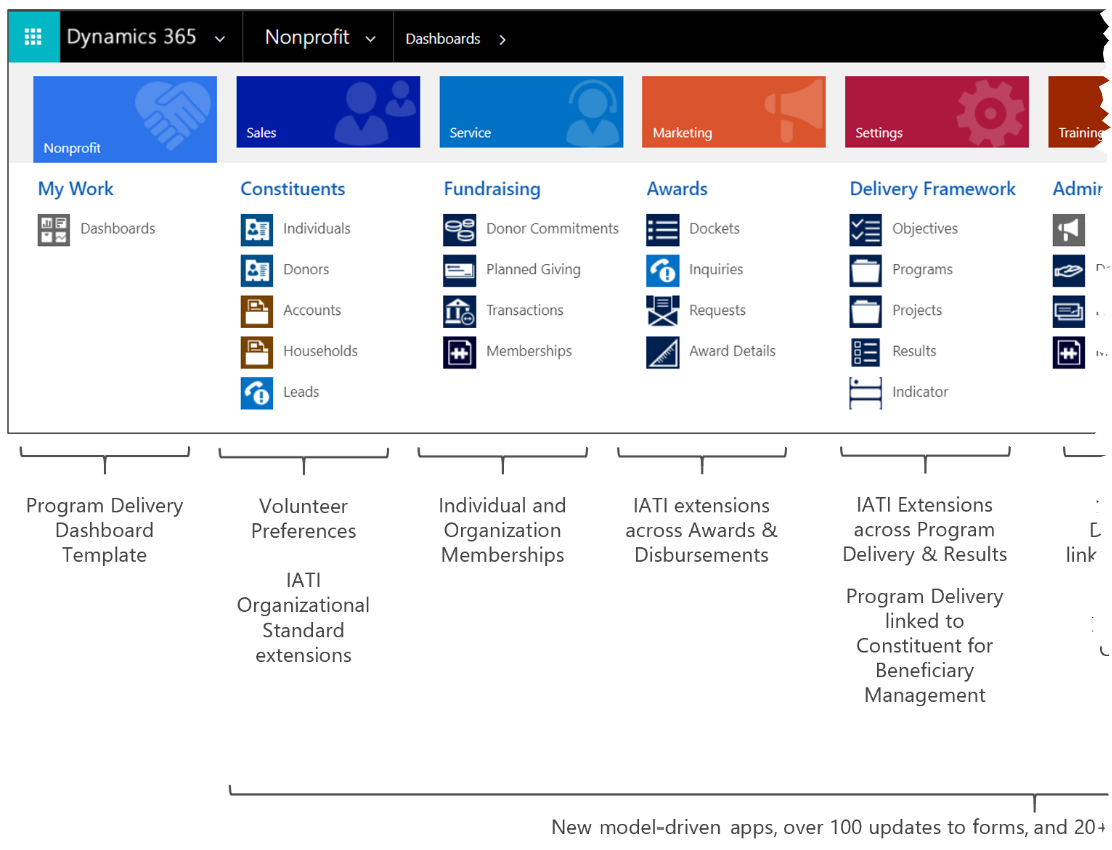 Dynamics 365
Nonprofit
Dashboards
Nonprofit
Sales
Service
Marketing
Settings
Training
My Work
Dashboards
Constituents
Individuals
Donors
Accounts
Households
Leads
Fundraising
Donor Commitments
Planned Giving
Transactions
Memberships
Awards
Dockets
Inquiries
Requests
Award Details
Delivery Framework
Objectives
Programs
Projects
Results
Indicator
Program Delivery
Dashboard
Template
Volunteer
Preferences
IATI
Organizational
Standard
extensions
Individual and
Organization
Memberships
IATI extensions
across Awards &
Disbursements
IATI Extensions
across Program
Delivery & Results
Program Delivery
linked to
Constituent for
Beneficiary
Management
link
New model-driven apps, over 100 updates to forms, and 20+